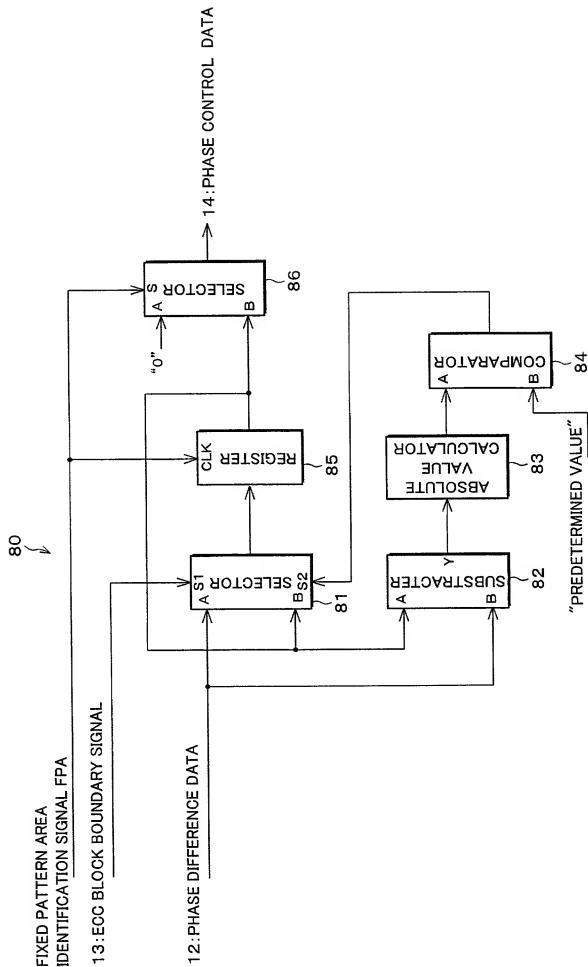 80
FIXED PATTERN AREA
IDENTIFICATION SIGNAL FPA
13:ECC BLOCK BOUNDARY SIGNAL
12:PHASE DIFFERENCE DATA
S1
A
SELECTOR
B
S2
81
CLK
REGISTER
85
"0"
S
A
SELECTOR
B
86
14:PHASE CONTROL DATA
A
SUBSTRACTER
Y
B
82
ABSOLUTE
VALUE
CALCULATOR
83
A
COMPARATOR
B
84
"PREDETERMINED VALUE"